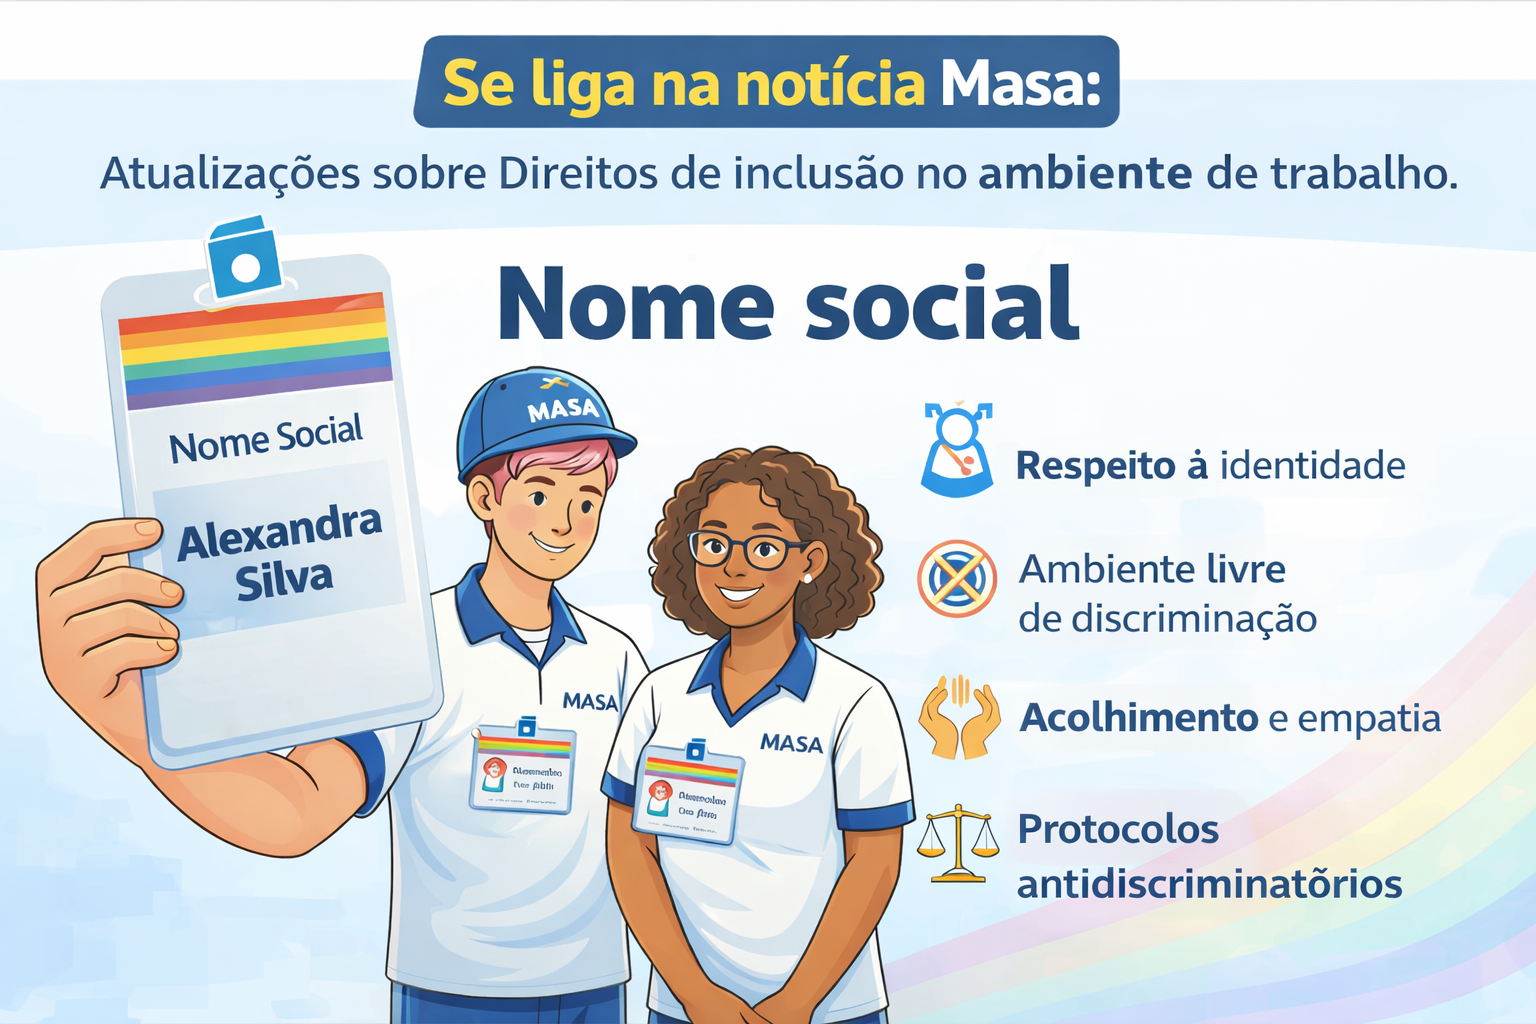 Se liga na notícia Masa:
Atualizações sobre Direitos de inclusão no ambiente de trabalho.
Nome social
Nome Social
Alexandra
Silva
MASA
MASA
MASA
Respeito ȧ identidade
Ambiente livre
de discriminação
Acolhimento e empatia
Protocolos
antidiscriminatõrios